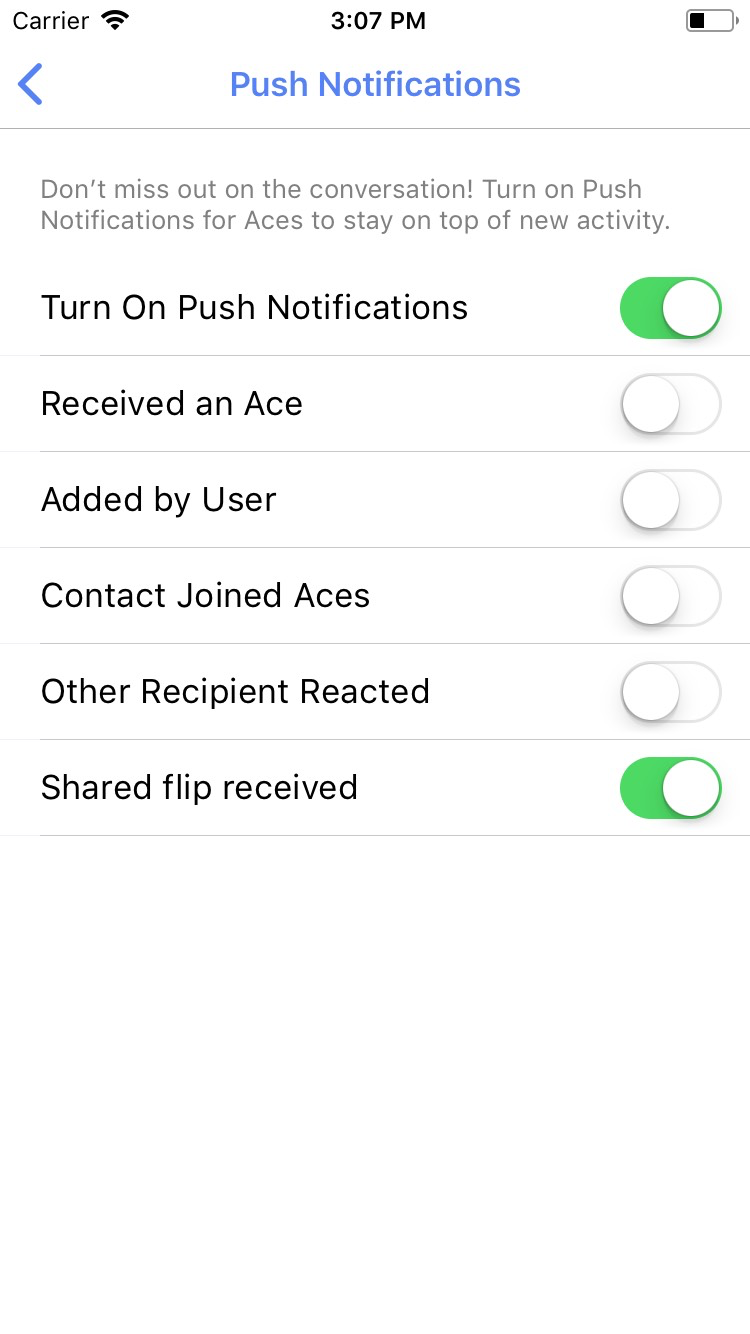 Carrier 3:07 PM
Push Notifications
Don’t miss out on the conversation! Turn on Push
Notifications for Aces to stay on top of new activity.
Turn On Push Notifications
Received an Ace
Added by User
Contact Joined Aces
Other Recipient Reacted
Shared flip received